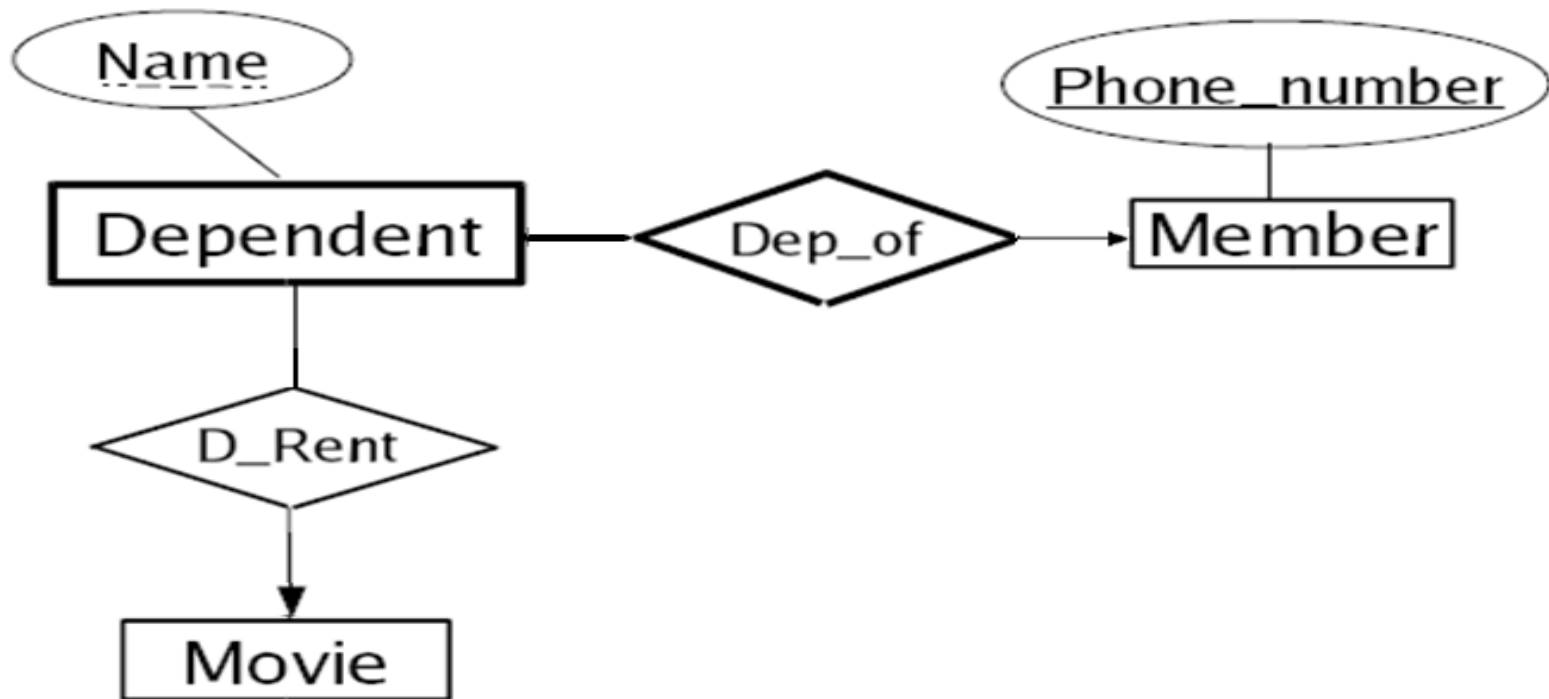 Name
Phone_number
Dependent
Dep_of
Member
D_Rent
Movie